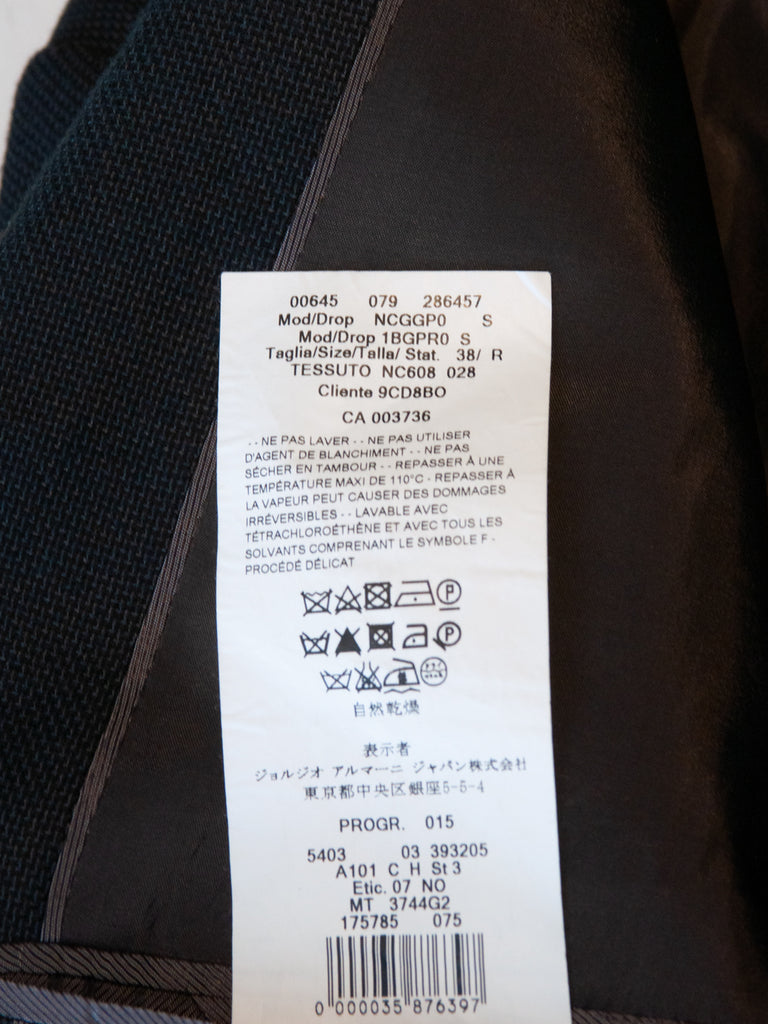 00645 079 286457
Mod/Drop NCGGP0 S
Mod/Drop 1BGPR0 S
Taglia/Size/Talla/ Stat. 38/ R
TESSUTO NC608 028
Cliente 9CD8BO
CA 003736
- - NE PAS LAVER - - NE PAS UTILISER
D'AGENT DE BLANCHIMENT - - NE PAS
SÉCHER EN TAMBOUR - - REPASSER À UNE
TEMPÉRATURE MAXI DE 110°C - REPASSER À
LA VAPEUR PEUT CAUSER DES DOMMAGES
IRRÉVERSIBLES - - LAVABLE AVEC
TÉTRACHLOROÉTHÈNE ET AVEC TOUS LES
SOLVANTS COMPRENANT LE SYMBOLE F -
PROCÉDÉ DÉLICAT
P
P
自然乾燥
表示者
ジョルジオ アルマーニ ジャパン株式会社
東京都中央区銀座5-5-4
PROGR. 015
5403 03 393205
A101 C H St 3
Etic. 07 NO
MT 3744G2
175785 075
0 000035 876397